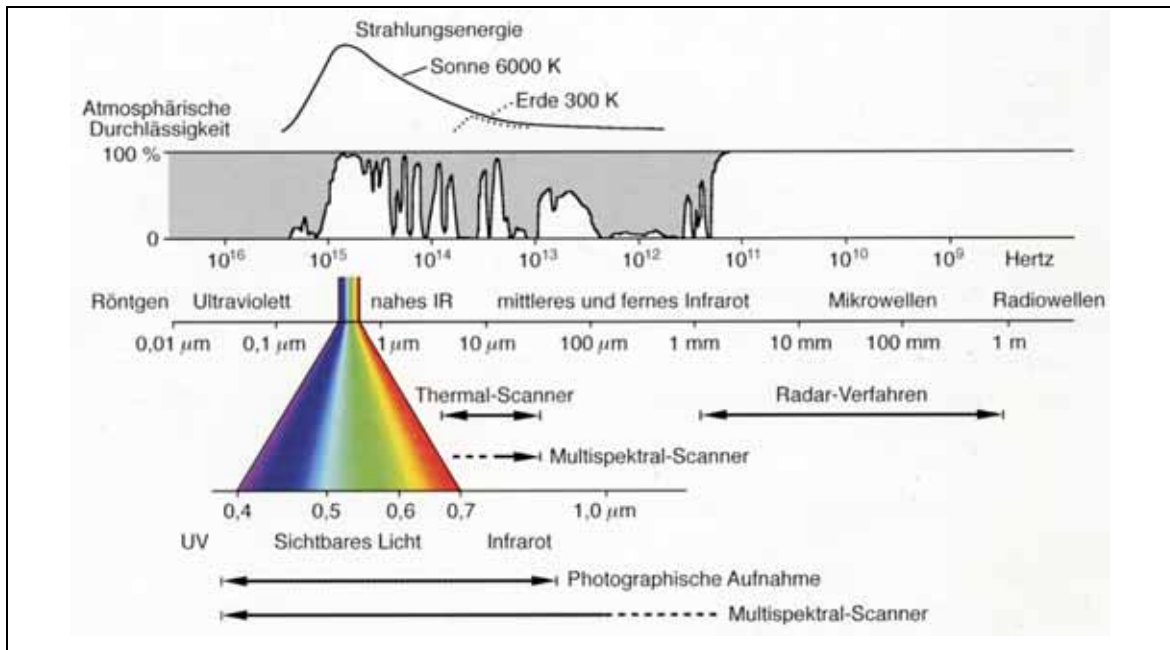 Strahlungsenergie
Sonne 6000 K
Erde 300 K
Atmosphärische
Durchlässigkeit
100 %
0
10¹⁶ 10¹⁵ 10¹⁴ 10¹³ 10¹² 10¹¹ 10¹⁰ 10⁹ Hertz
Röntgen Ultraviolett nahes IR mittleres und fernes Infrarot Mikrowellen Radiowellen
0,01 µm 0,1 µm 1 µm 10 µm 100 µm 1 mm 10 mm 100 mm 1 m
Thermal-Scanner Radar-Verfahren
Multispektral-Scanner
0,4 0,5 0,6 0,7 1,0 µm
UV Sichtbares Licht Infrarot
Photographische Aufnahme
Multispektral-Scanner